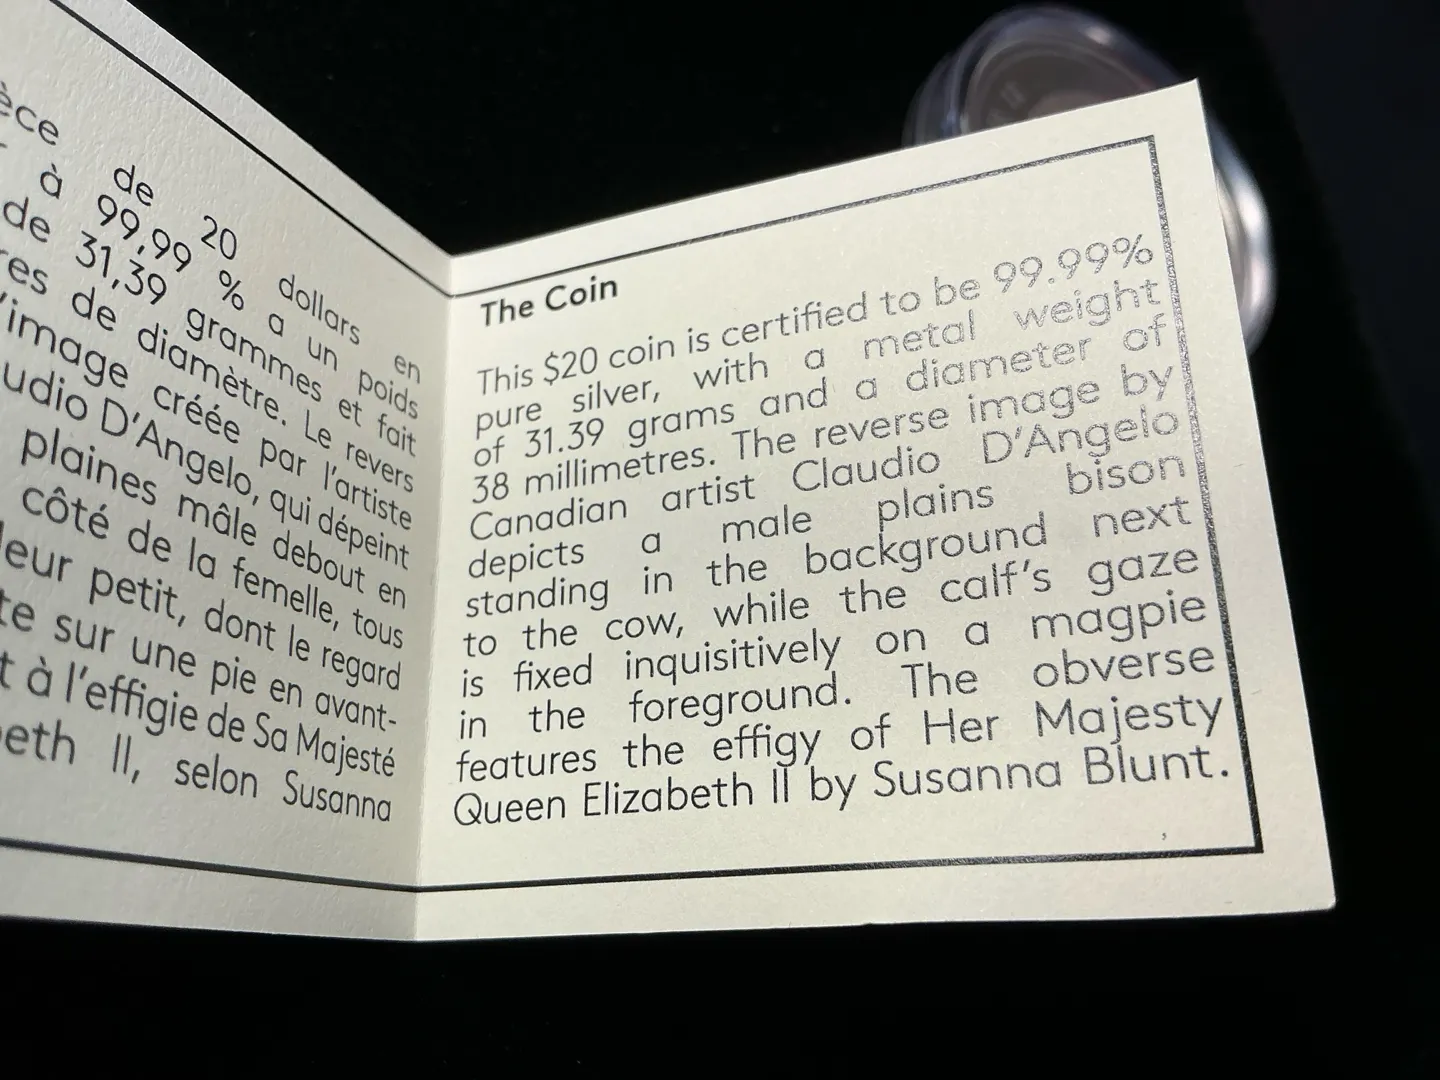 èce de 20 dollars en
à 99,99 % a un poids
de 31,39 grammes et fait
res de diamètre. Le revers
'image créée par l'artiste
udio D'Angelo, qui dépeint
plaines mâle debout en
côté de la femelle, tous
leur petit, dont le regard
te sur une pie en avant-
t à l'effigie de Sa Majesté
eth II, selon Susanna
The Coin
This $20 coin is certified to be 99.99%
pure silver, with a metal weight
of 31.39 grams and a diameter of
38 millimetres. The reverse image by
Canadian artist Claudio D'Angelo
depicts a male plains bison
standing in the background next
to the cow, while the calf's gaze
is fixed inquisitively on a magpie
in the foreground. The obverse
features the effigy of Her Majesty
Queen Elizabeth II by Susanna Blunt.